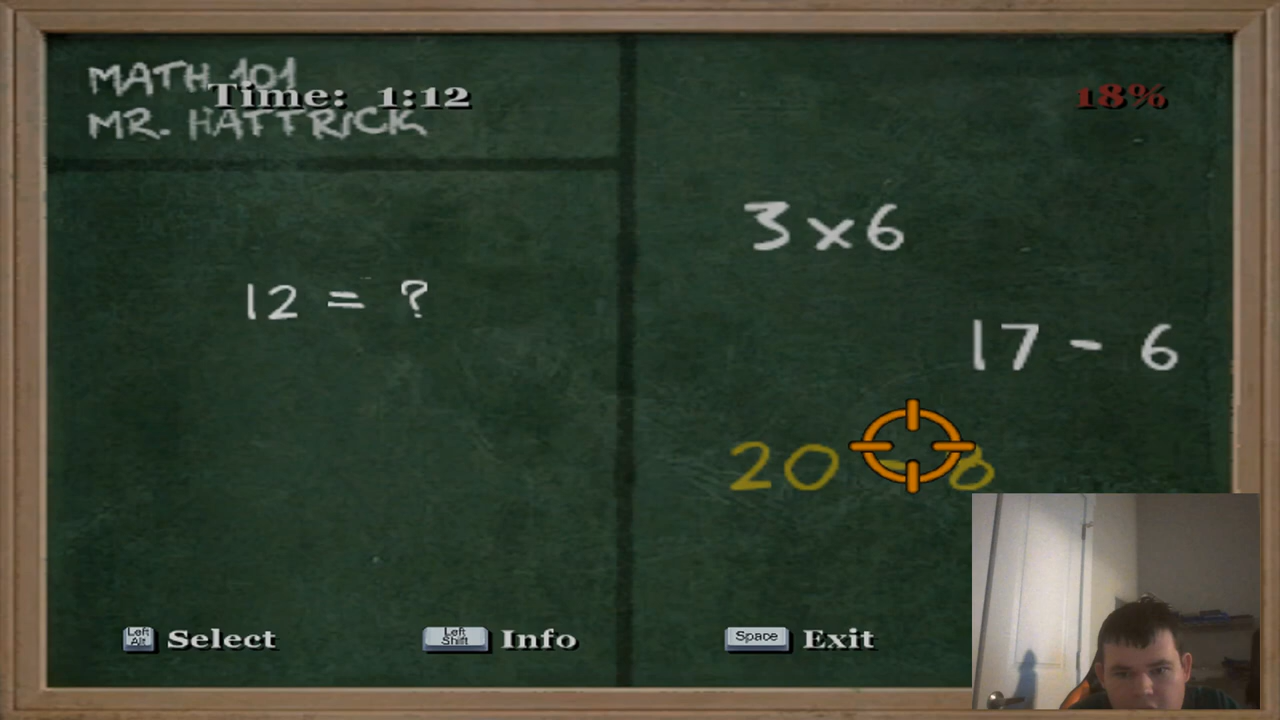 MATH 101
Time: 1:12
18%
MR. HATTRICK
3 x 6
12 = ?
17 - 6
20 - 8
Left Alt Select
Left Shift Info
Space Exit